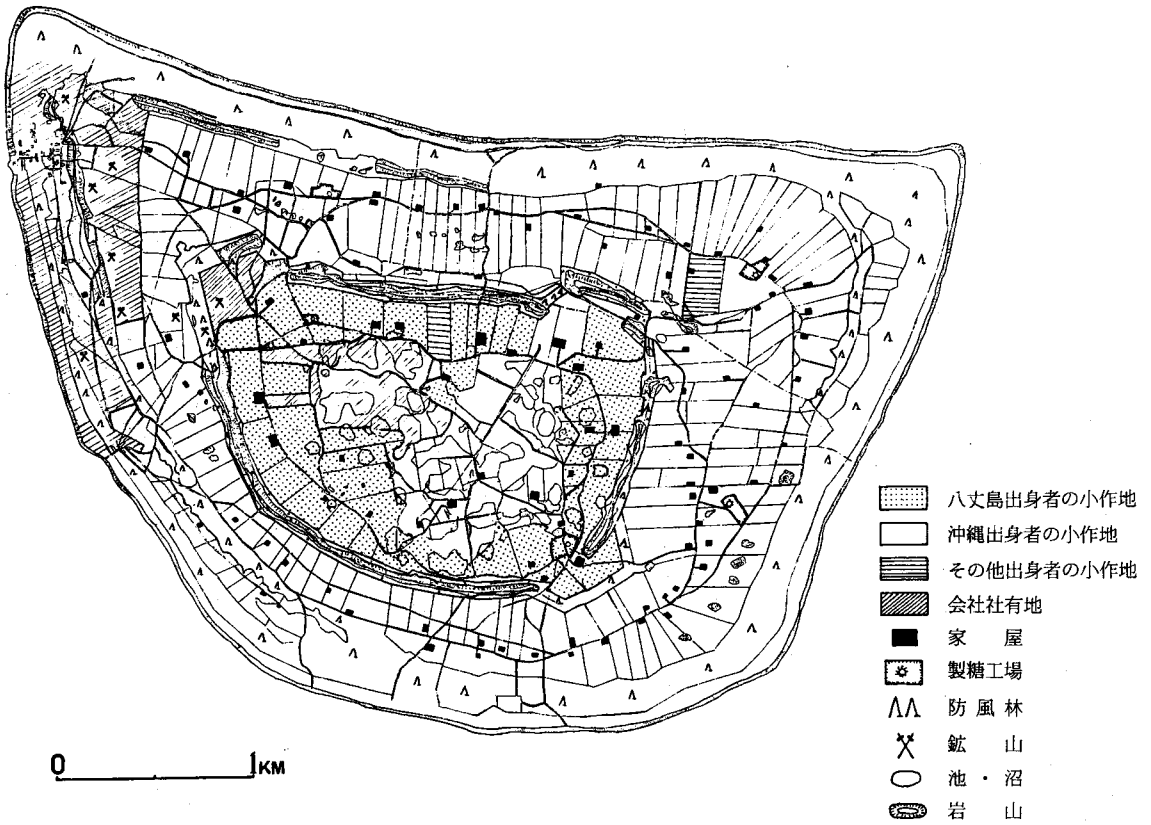 八丈島出身者の小作地
沖縄出身者の小作地
その他出身者の小作地
会社社有地
家　屋
製糖工場
防風林
鉱　山
池・沼
岩　山
0 1KM